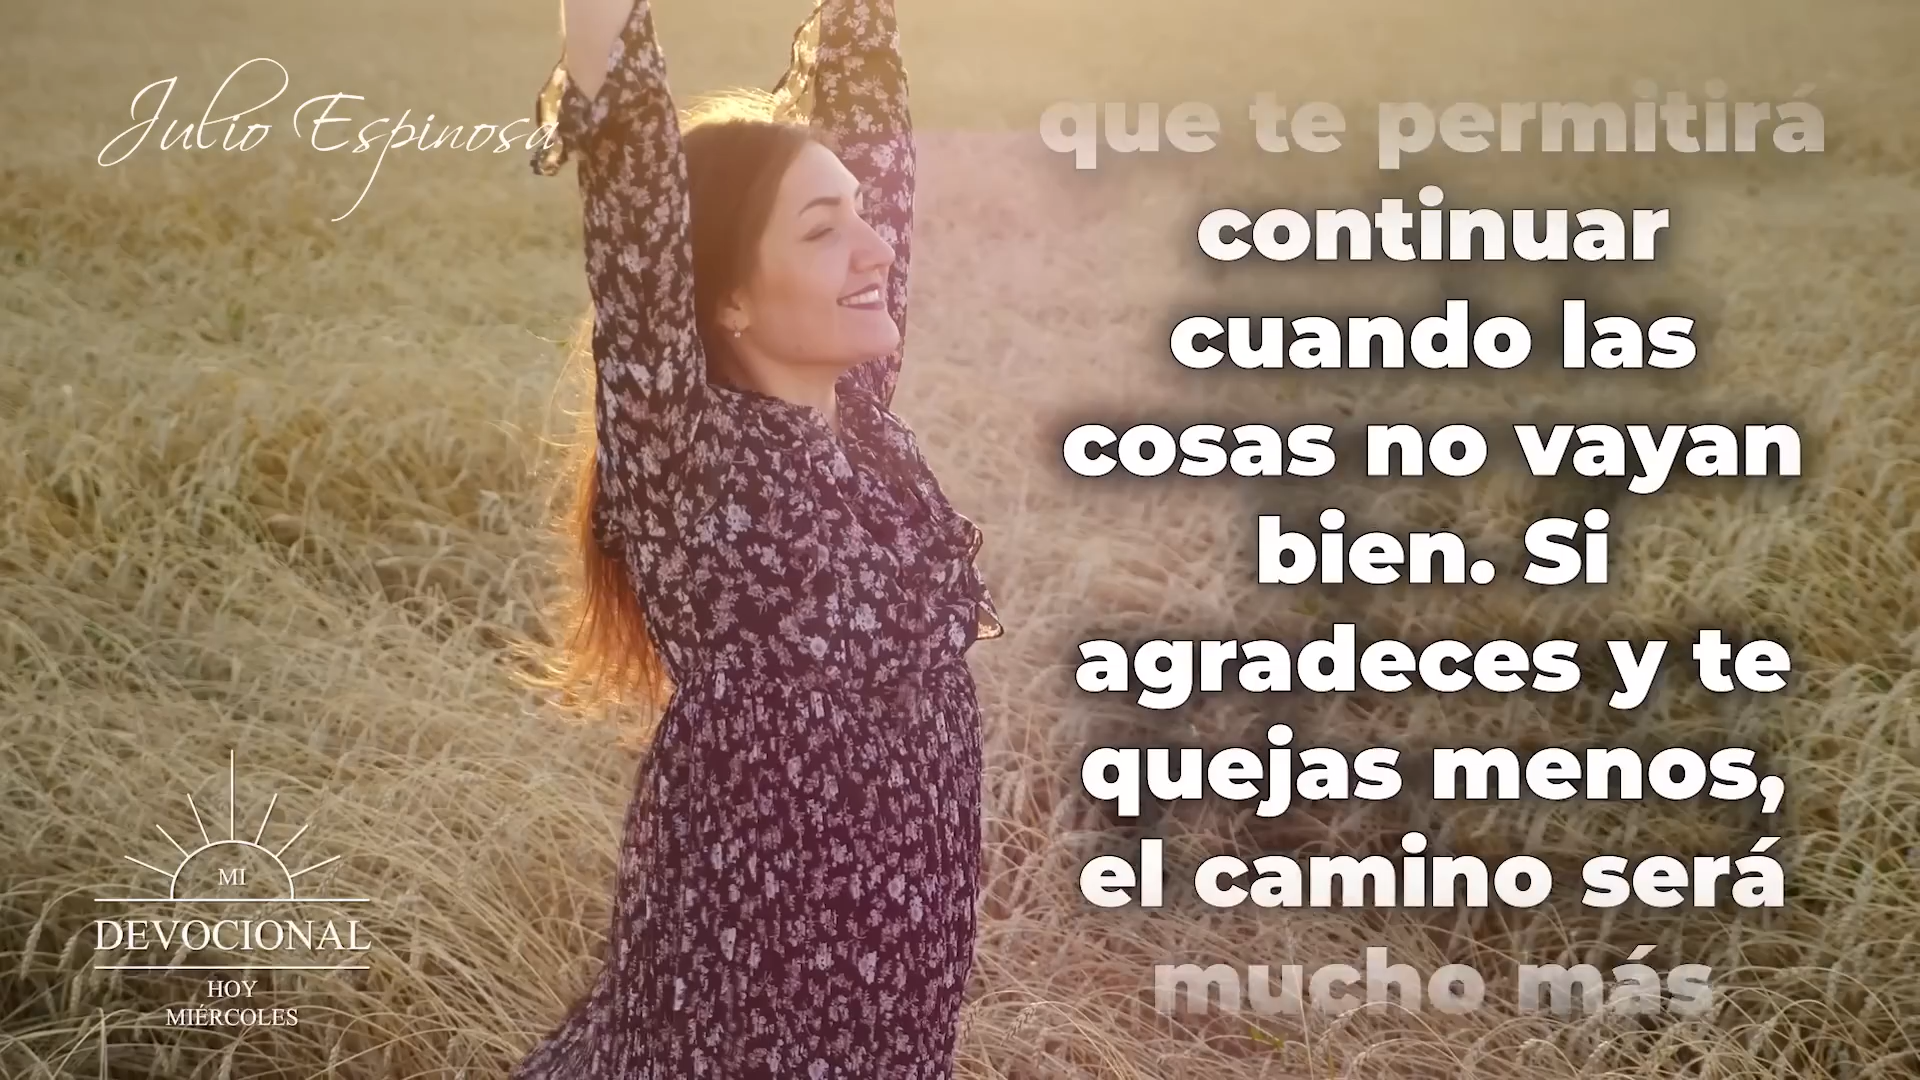 Julio Espinosa
que te permitirá
continuar
cuando las
cosas no vayan
bien. Si
agradeces y te
quejas menos,
el camino será
mucho más
MI
DEVOCIONAL
HOY
MIÉRCOLES